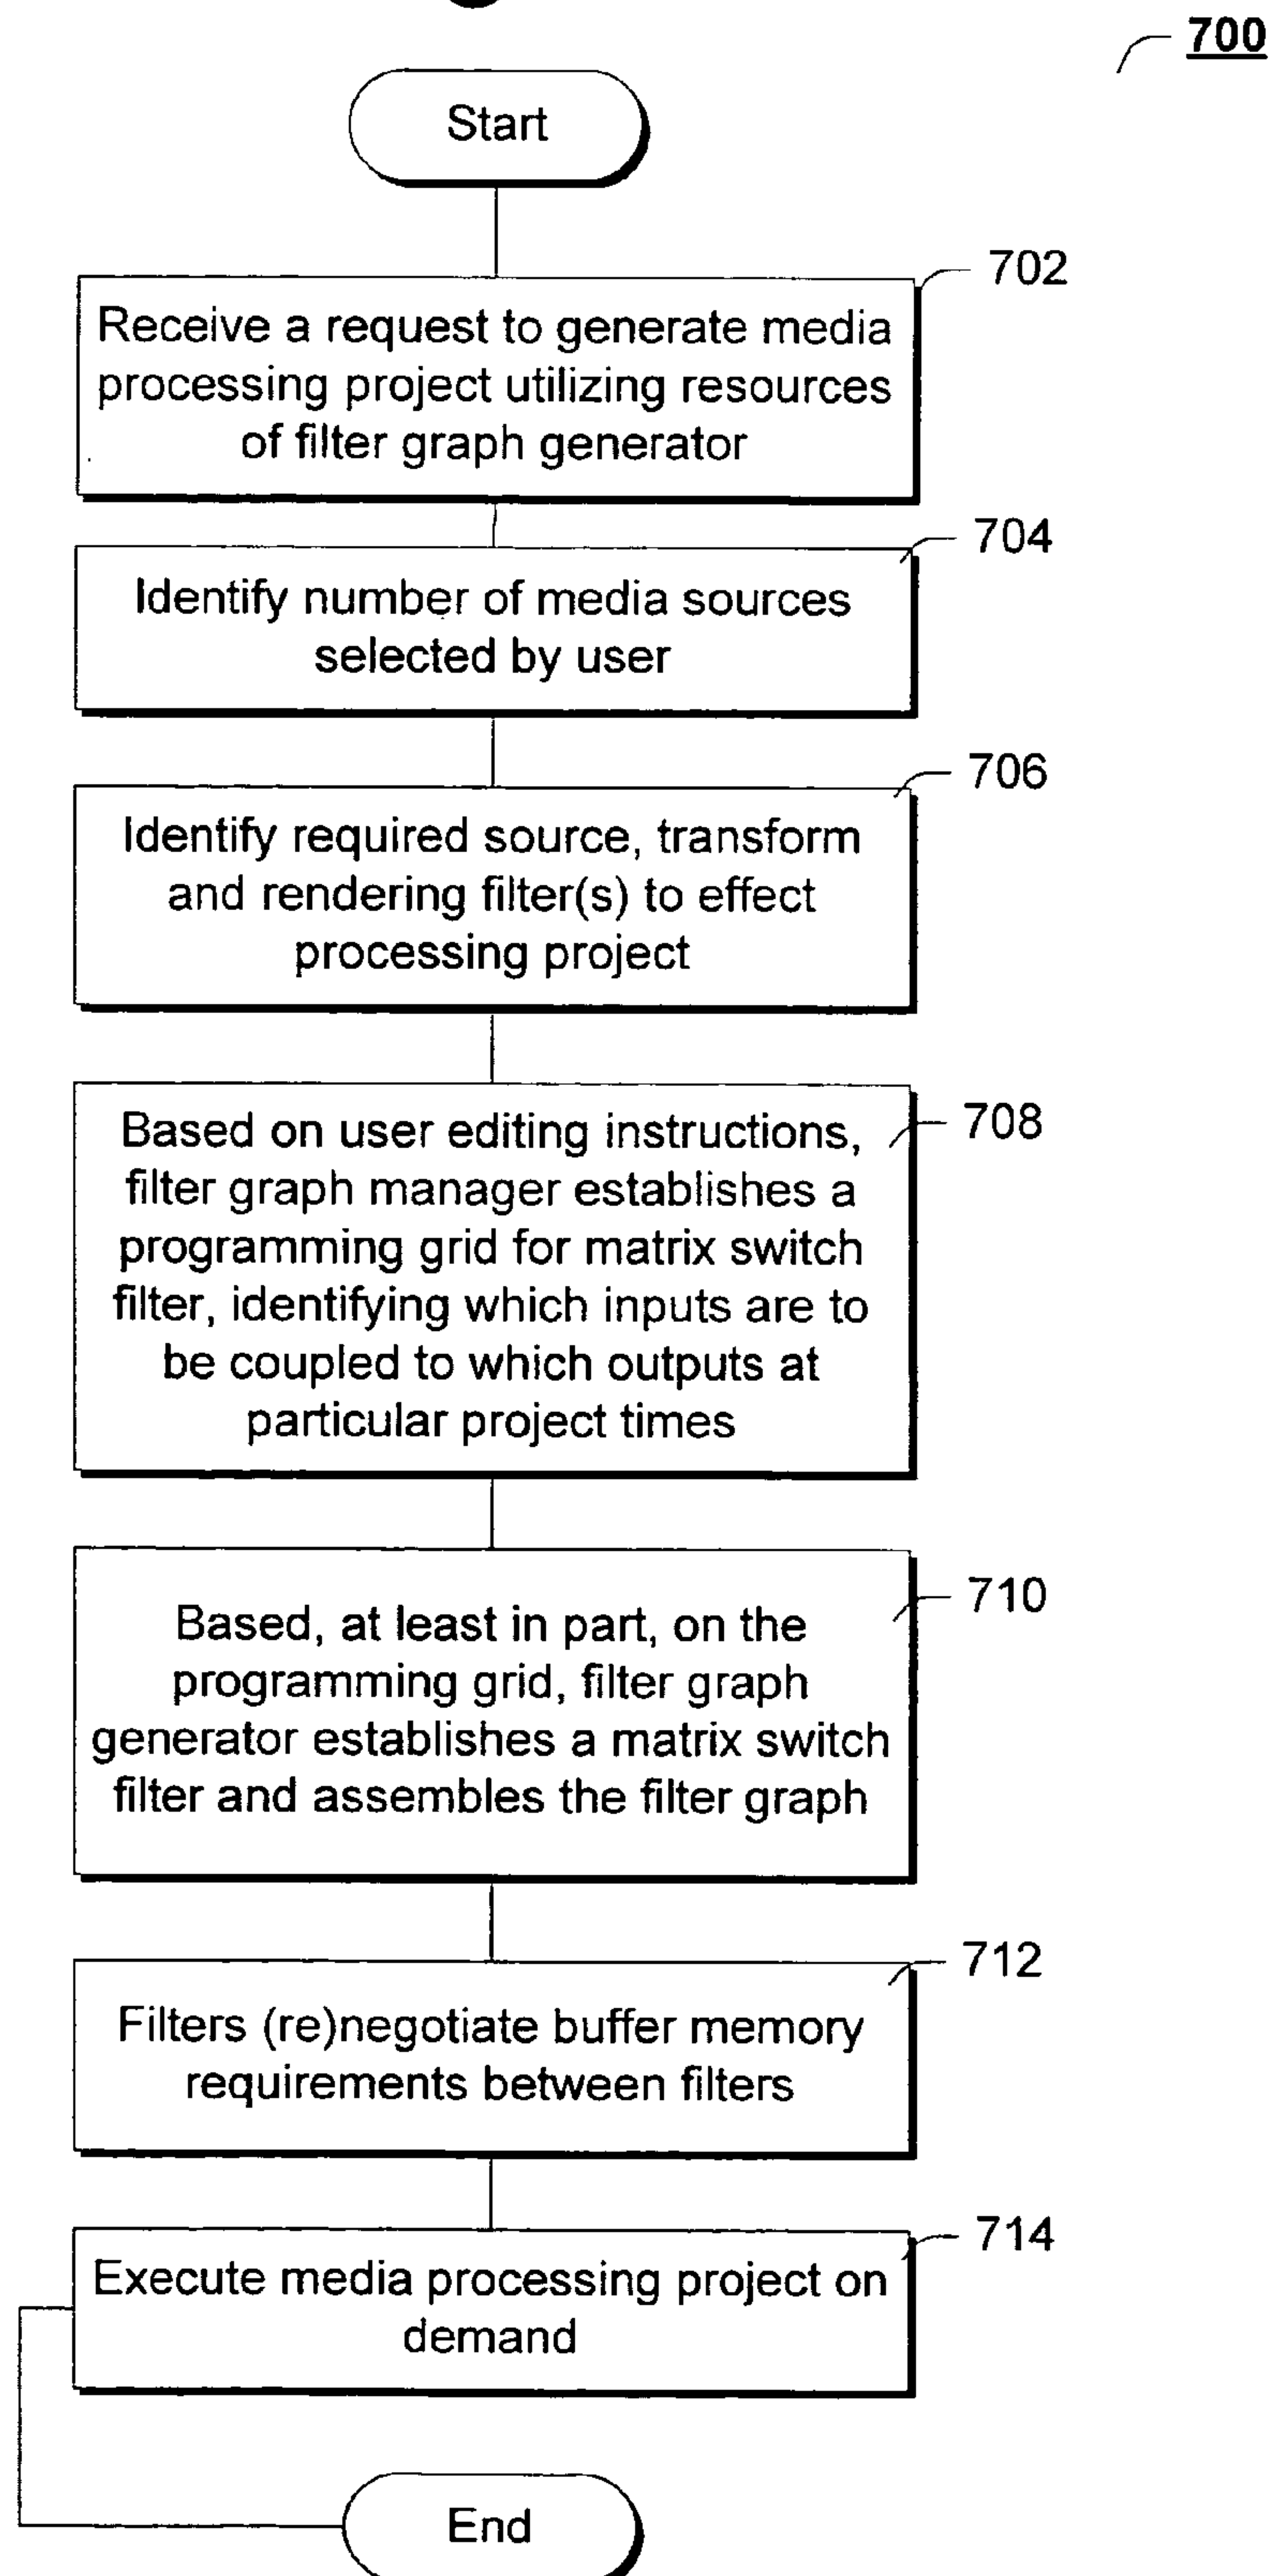 700
Start
702
Receive a request to generate media
processing project utilizing resources
of filter graph generator
704
Identify number of media sources
selected by user
706
Identify required source, transform
and rendering filter(s) to effect
processing project
708
Based on user editing instructions,
filter graph manager establishes a
programming grid for matrix switch
filter, identifying which inputs are to
be coupled to which outputs at
particular project times
710
Based, at least in part, on the
programming grid, filter graph
generator establishes a matrix switch
filter and assembles the filter graph
712
Filters (re)negotiate buffer memory
requirements between filters
714
Execute media processing project on
demand
End